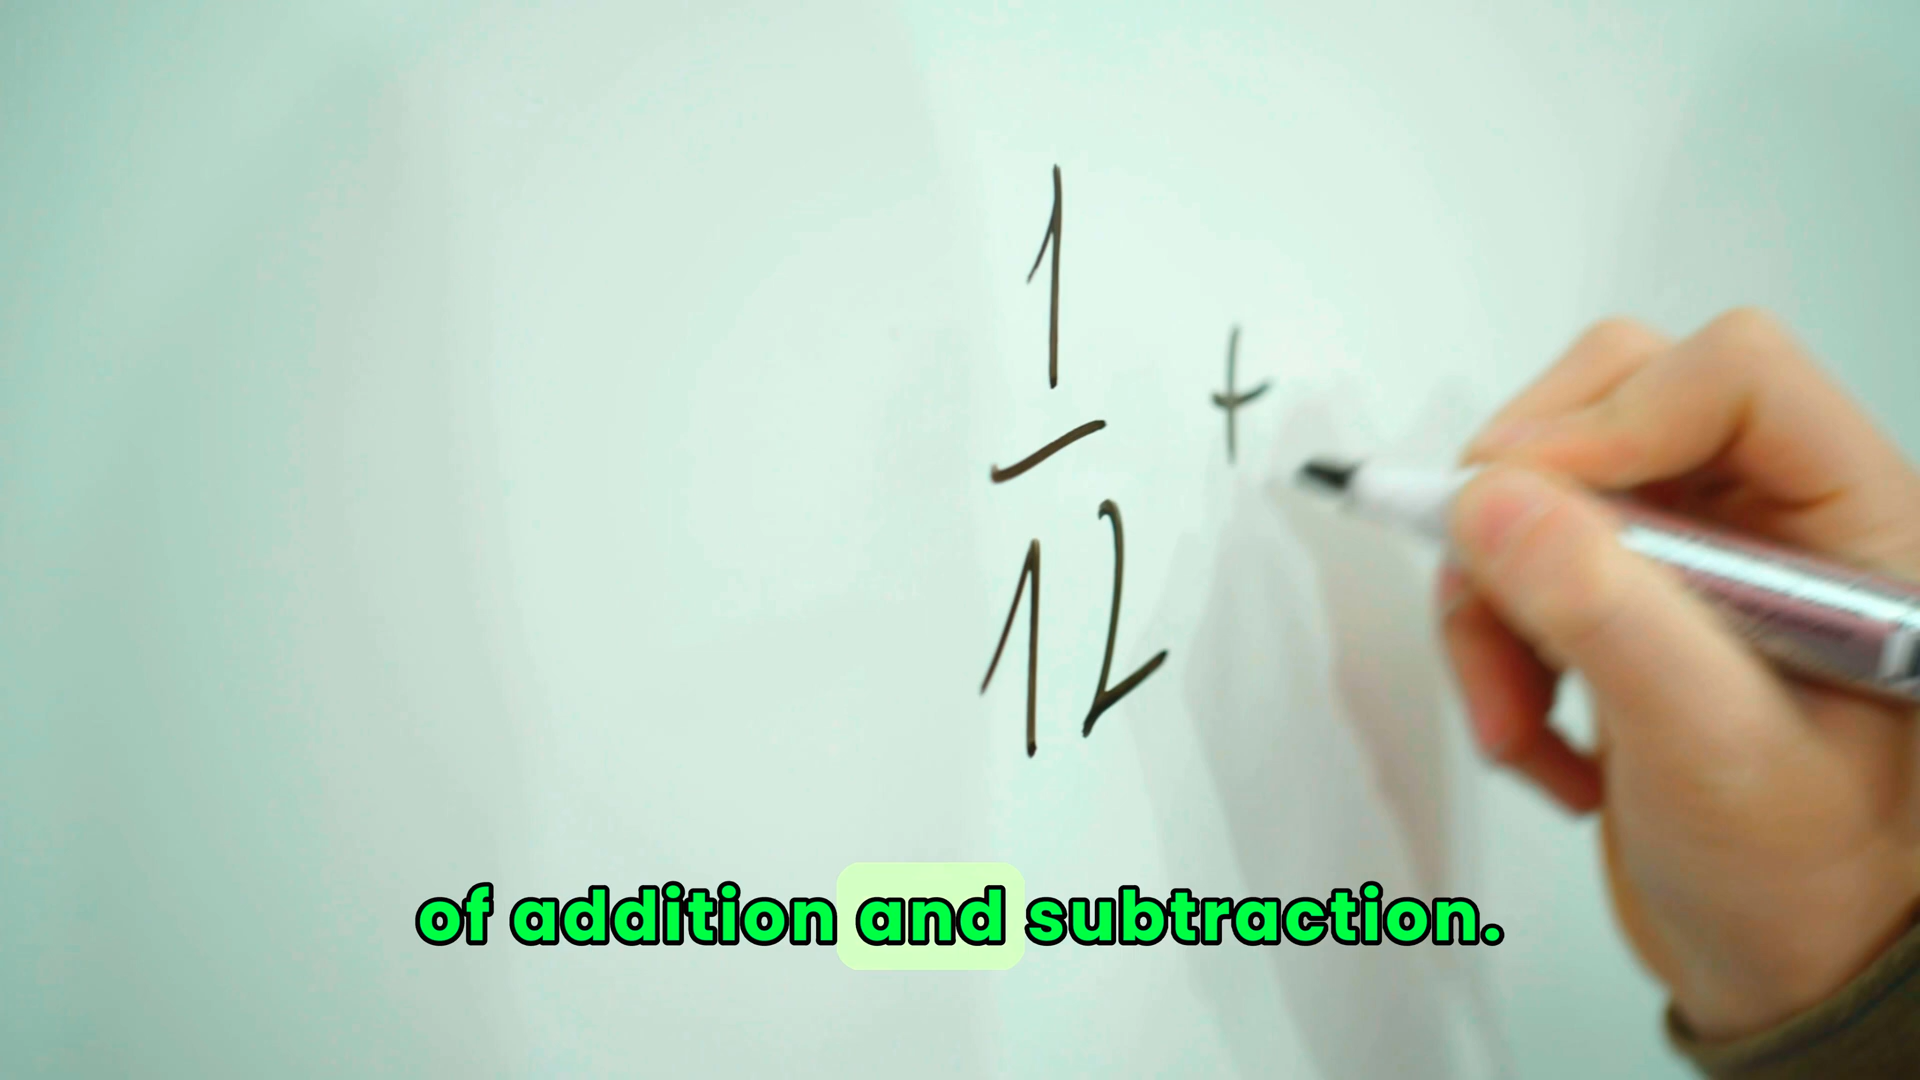 1
12
+
of addition and subtraction.